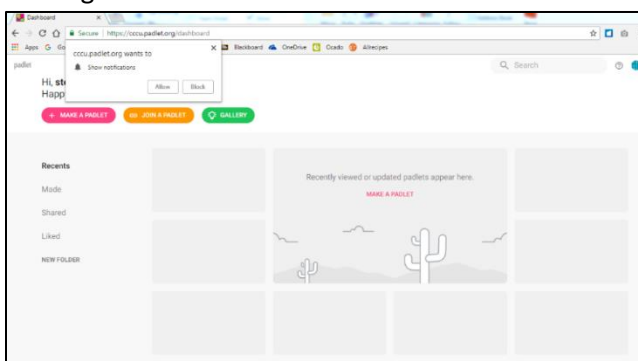 Dashboard
Secure | https://cccu.padlet.org/dashboard
Apps G Go Blackboard OneDrive Ocado Allrecipes
cccu.padlet.org wants to
Show notifications
Allow Block
padlet
Search
Hi, ste
Happ
+ MAKE A PADLET
JOIN A PADLET
GALLERY
Recents
Made
Shared
Liked
NEW FOLDER
Recently viewed or updated padlets appear here.
MAKE A PADLET